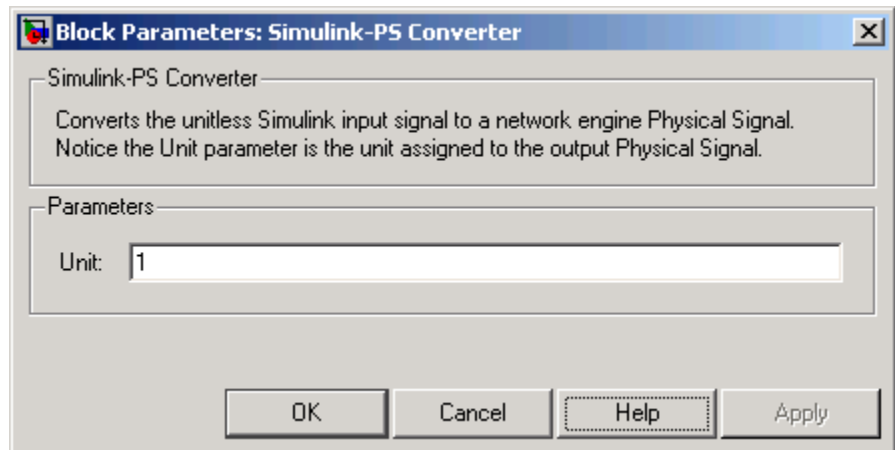 Block Parameters: Simulink-PS Converter
Simulink-PS Converter
Converts the unitless Simulink input signal to a network engine Physical Signal.
Notice the Unit parameter is the unit assigned to the output Physical Signal.
Parameters
Unit: 1
OK Cancel Help Apply